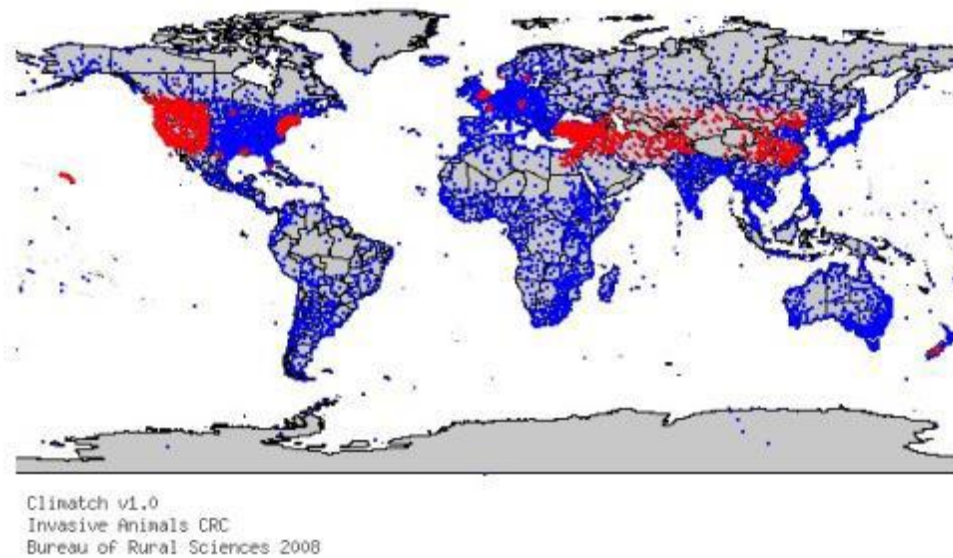 Climatch v1.0
Invasive Animals CRC
Bureau of Rural Sciences 2008